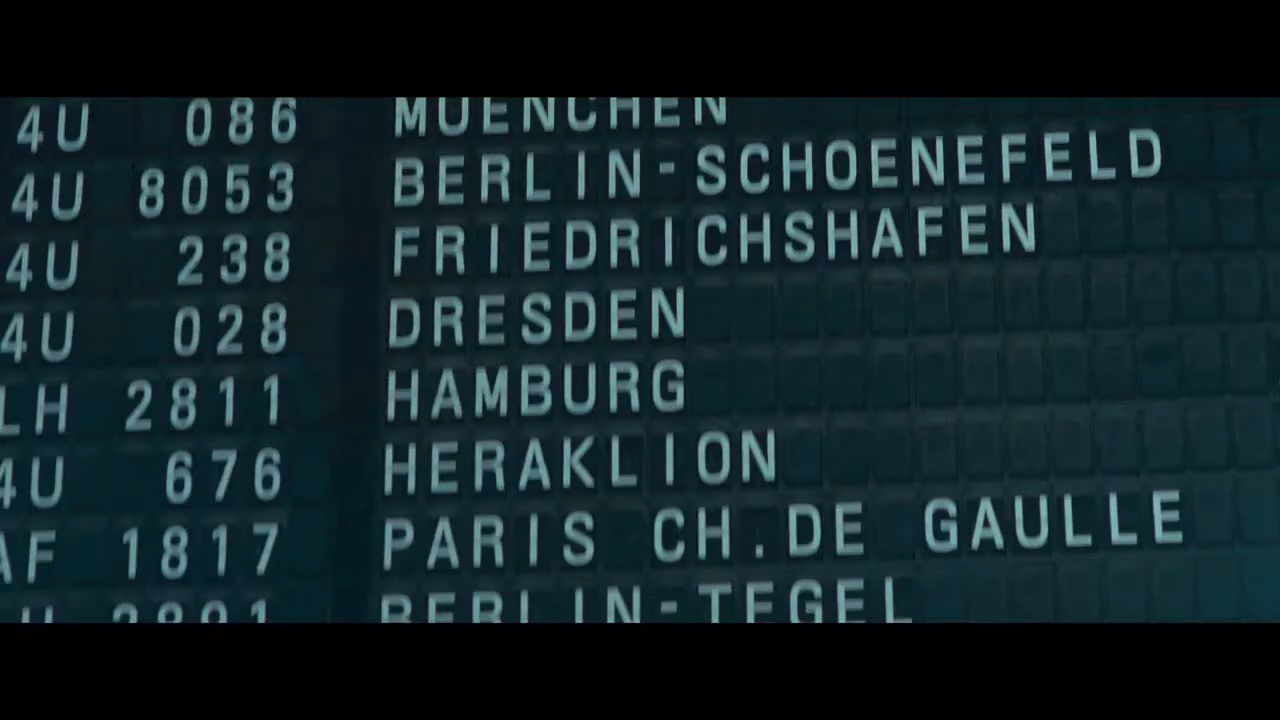 4U 086 MUENCHEN
4U 8053 BERLIN-SCHOENEFELD
4U 238 FRIEDRICHSHAFEN
4U 028 DRESDEN
LH 2811 HAMBURG
4U 676 HERAKLION
AF 1817 PARIS CH.DE GAULLE
BERLIN-TEGEL